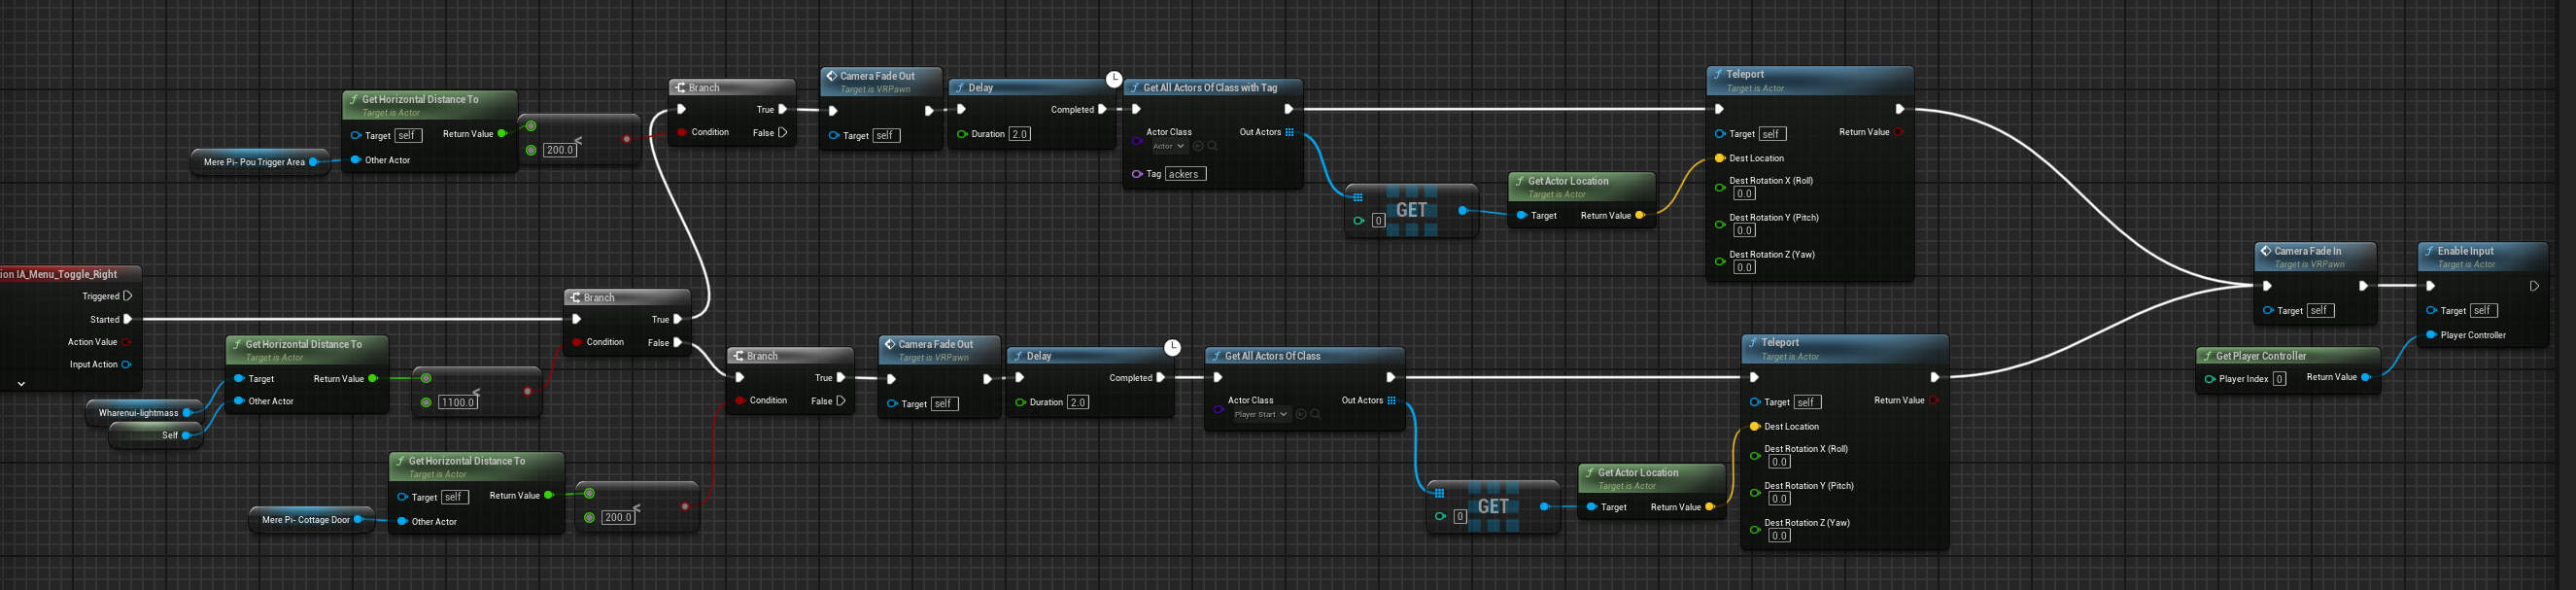 Get Horizontal Distance To
Target is Actor
Target self
Return Value
Other Actor
Mere Pi- Pou Trigger Area
<
200.0
Branch
True
Condition
False
Camera Fade Out
Target is VRPawn
Target self
Delay
Completed
Duration 2.0
Get All Actors Of Class with Tag
Actor Class
Actor
Out Actors
Tag ackers
GET
0
Get Actor Location
Target is Actor
Target
Return Value
Teleport
Target is Actor
Target self
Return Value
Dest Location
Dest Rotation X (Roll)
0.0
Dest Rotation Y (Pitch)
0.0
Dest Rotation Z (Yaw)
0.0
ion IA_Menu_Toggle_Right
Triggered
Started
Action Value
Input Action
Get Horizontal Distance To
Target is Actor
Target
Return Value
Other Actor
Wharenui-lightmass
Self
<
1100.0
Branch
True
Condition
False
Get Horizontal Distance To
Target is Actor
Target self
Return Value
Other Actor
Mere Pi- Cottage Door
<
200.0
Branch
True
Condition
False
Camera Fade Out
Target is VRPawn
Target self
Delay
Completed
Duration 2.0
Get All Actors Of Class
Actor Class
Player Start
Out Actors
GET
0
Get Actor Location
Target is Actor
Target
Return Value
Teleport
Target is Actor
Target self
Return Value
Dest Location
Dest Rotation X (Roll)
0.0
Dest Rotation Y (Pitch)
0.0
Dest Rotation Z (Yaw)
0.0
Camera Fade In
Target is VRPawn
Target self
Get Player Controller
Player Index 0
Return Value
Enable Input
Target is Actor
Target self
Player Controller